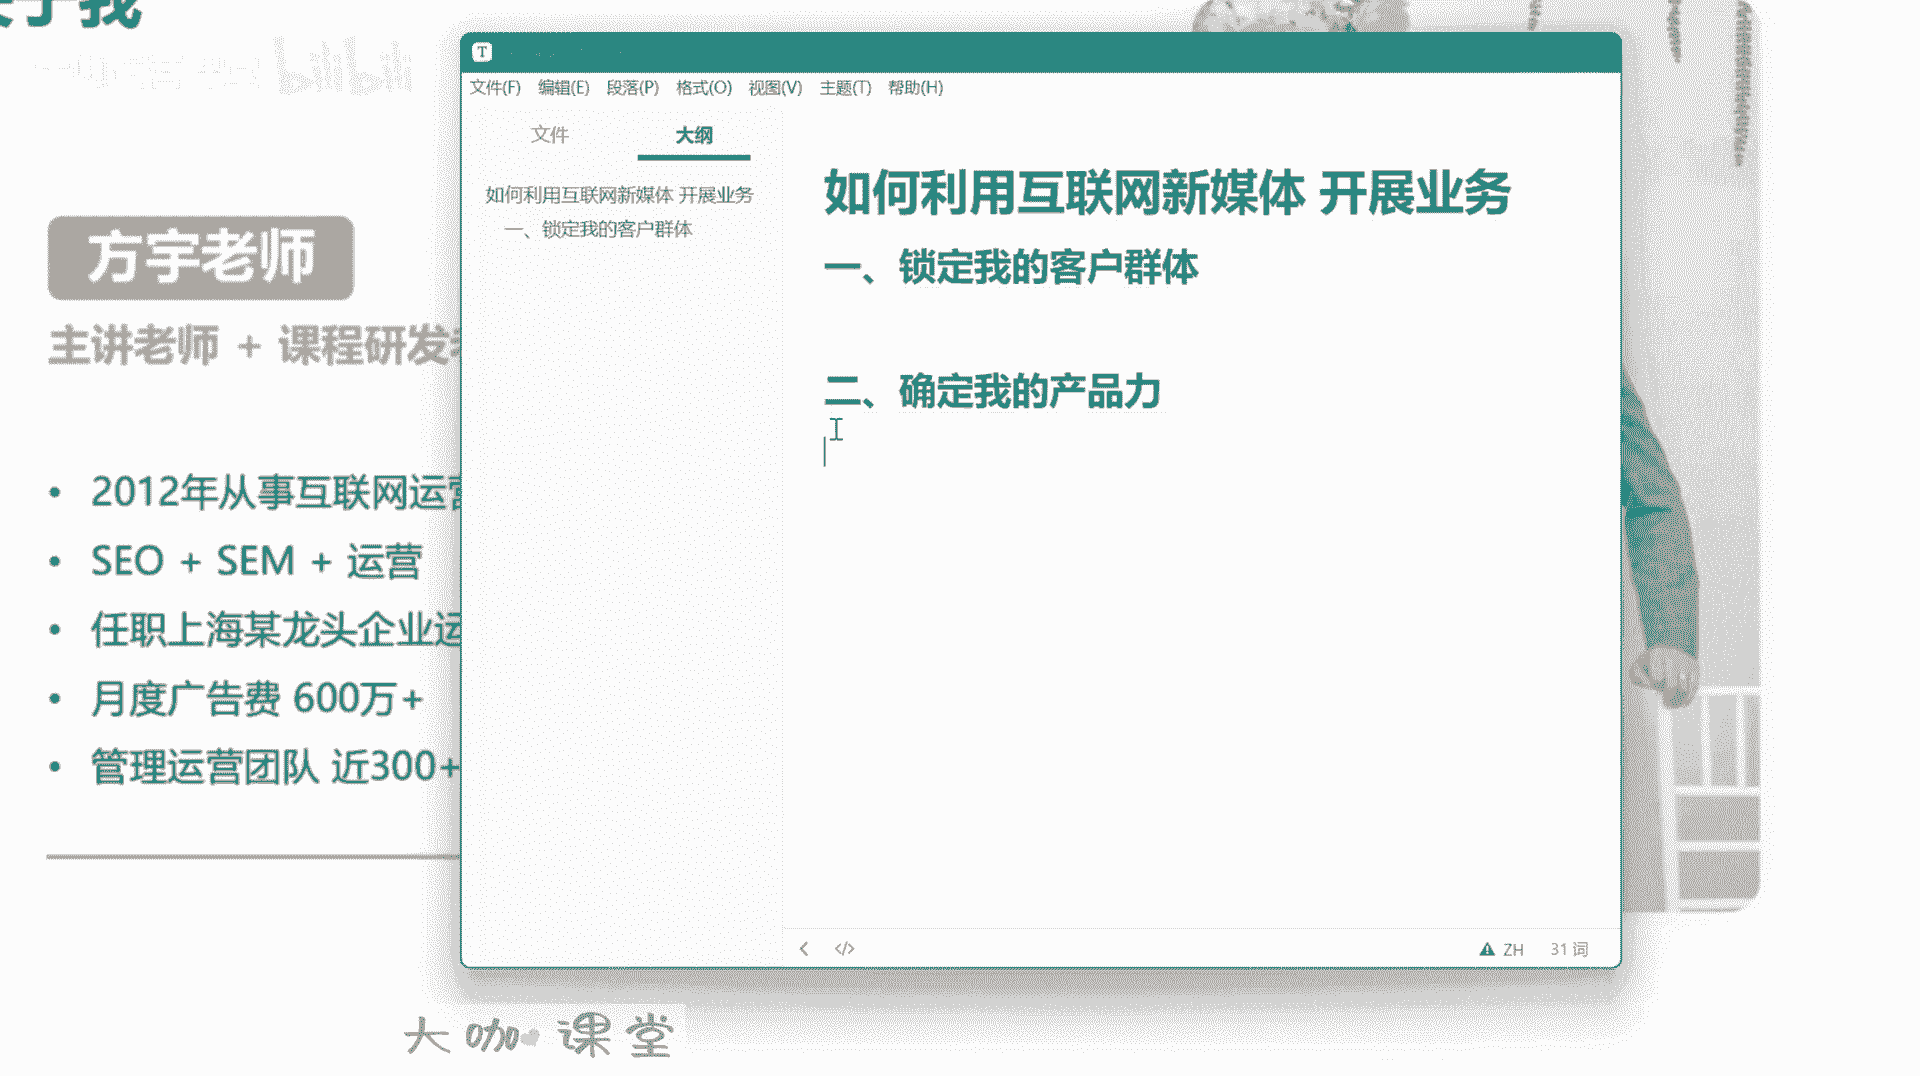 关于我
bilibili
方宇老师
主讲老师 + 课程研发
2012年从事互联网运营
SEO + SEM + 运营
任职上海某龙头企业运
月度广告费 600万+
管理运营团队 近300+
T
文件(F) 编辑(E) 段落(P) 格式(O) 视图(V) 主题(T) 帮助(H)
文件 大纲
如何利用互联网新媒体 开展业务
一、锁定我的客户群体
如何利用互联网新媒体 开展业务
一、锁定我的客户群体
二、确定我的产品力
ZH 31 词
大咖课堂